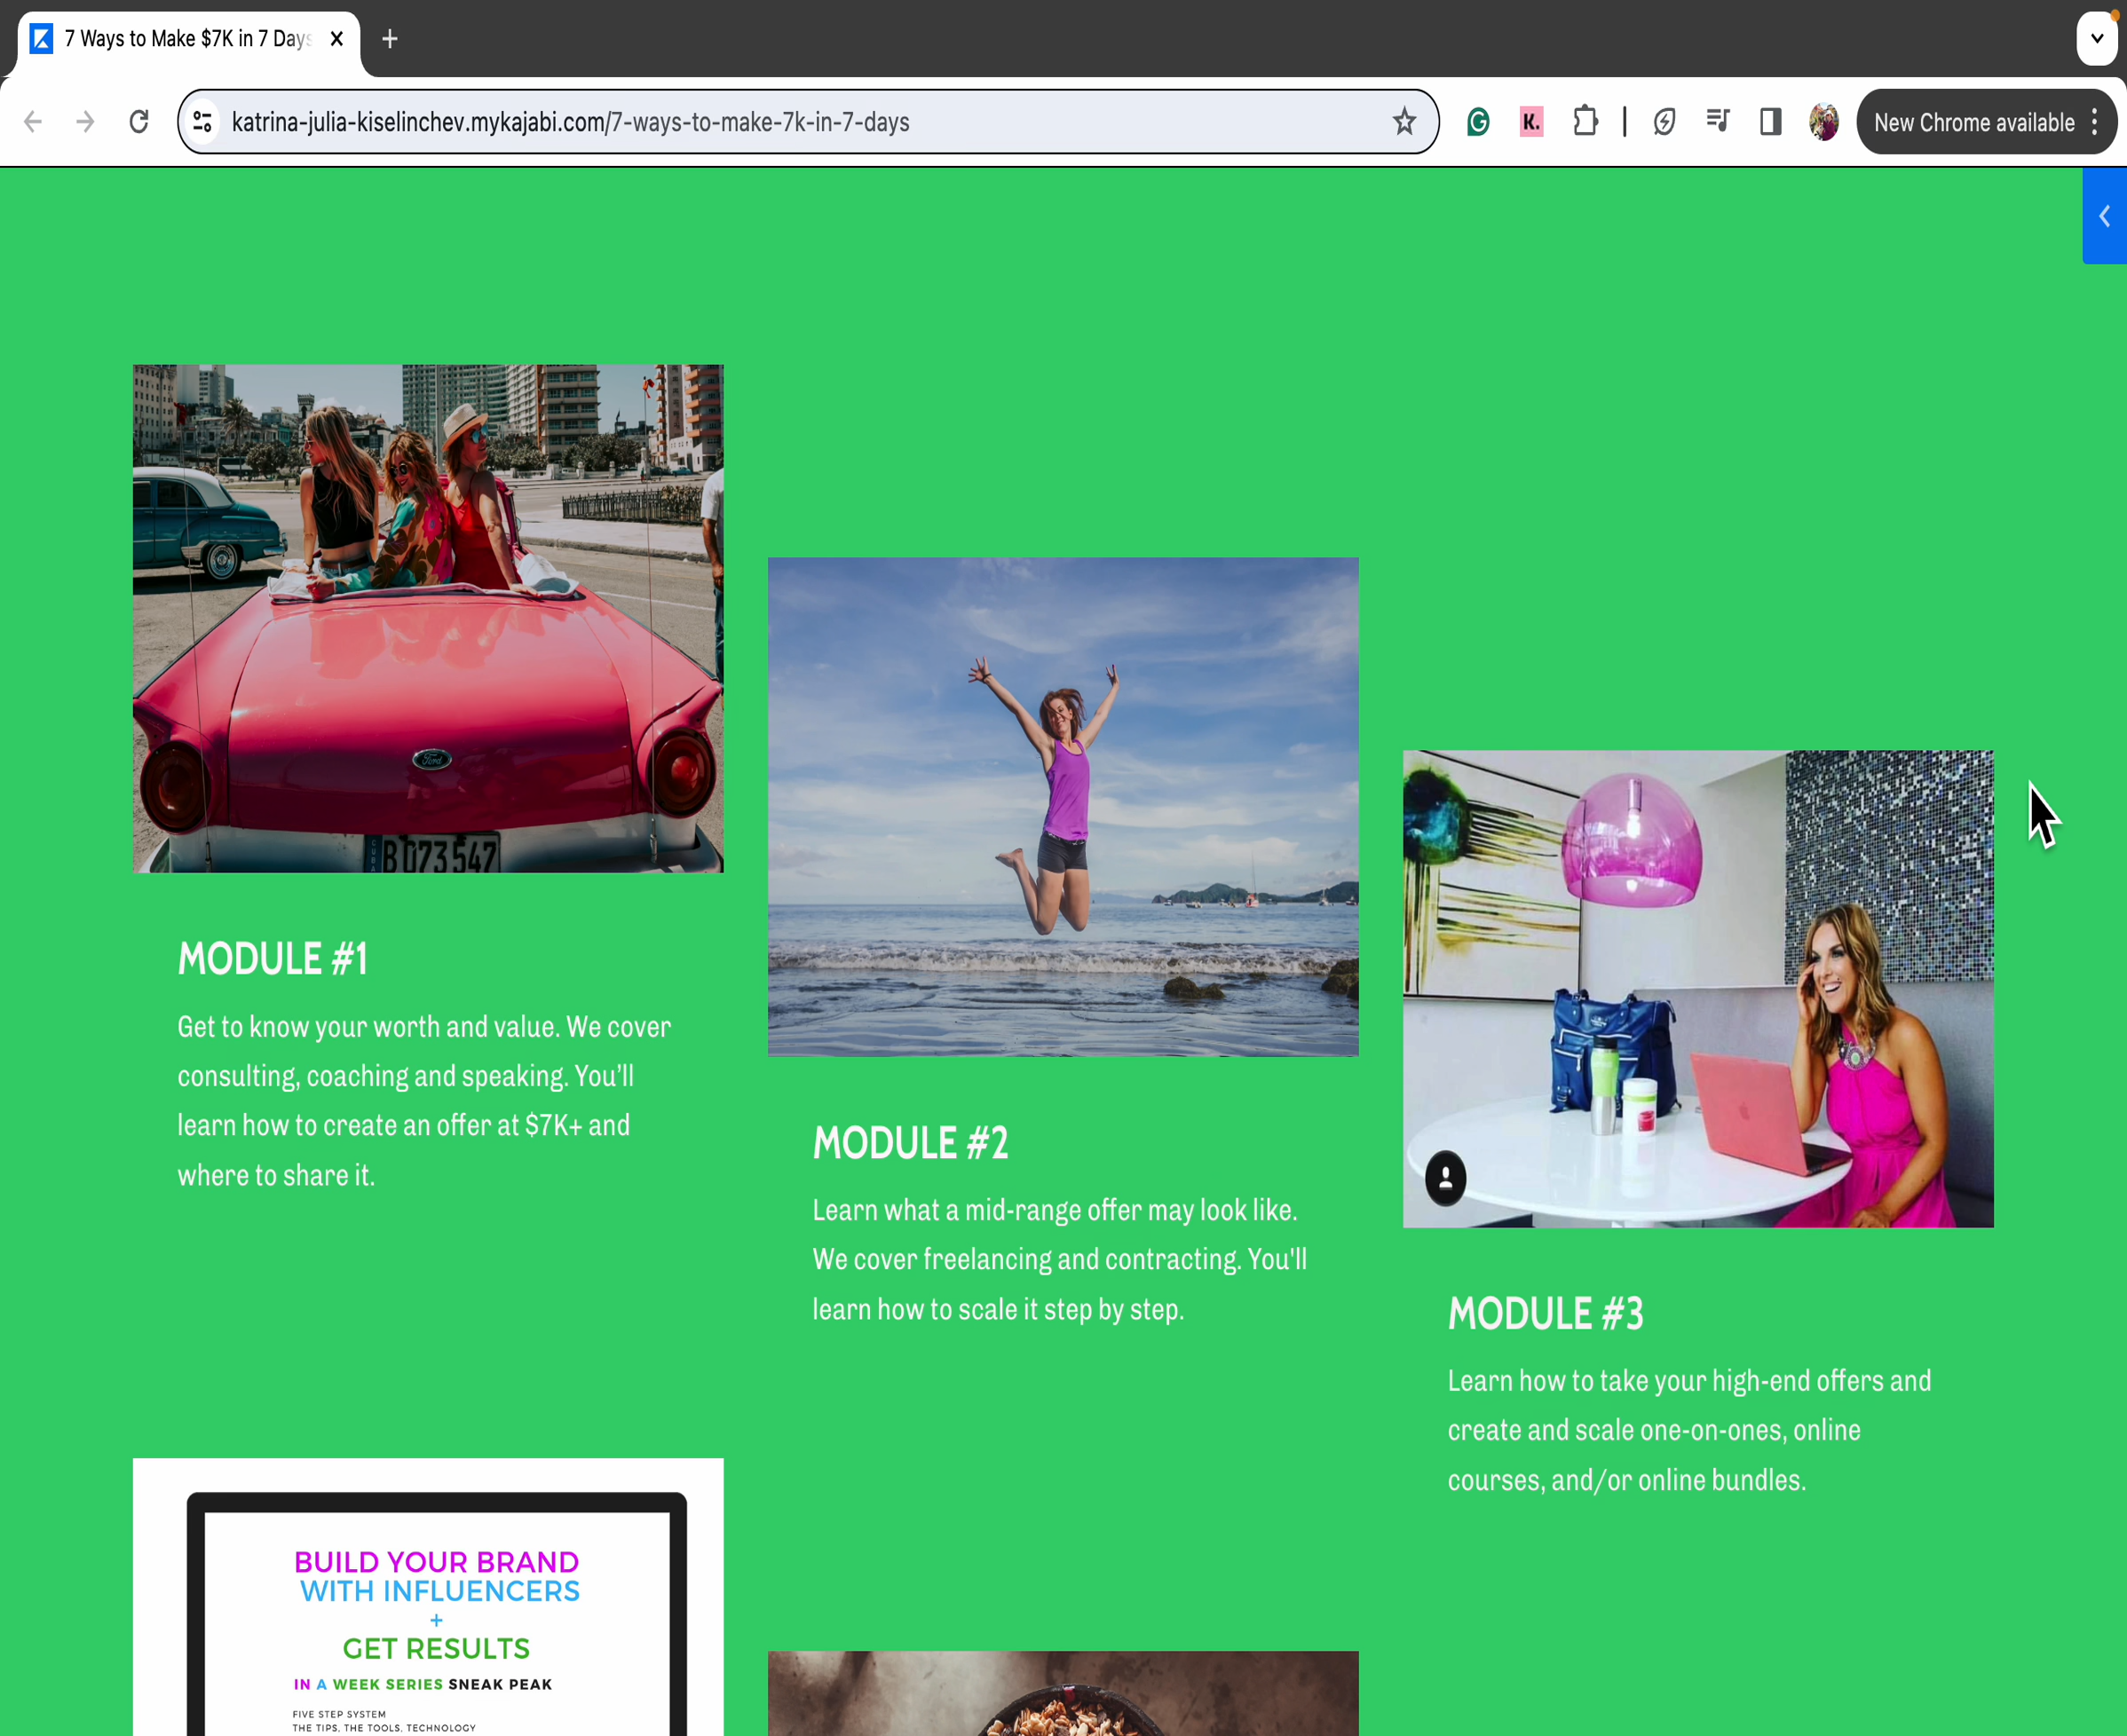 7 Ways to Make $7K in 7 Days
katrina-julia-kiselinchev.mykajabi.com/7-ways-to-make-7k-in-7-days
K.
New Chrome available
Ford
CUBA
B 073 547
MODULE #1
Get to know your worth and value. We cover
consulting, coaching and speaking. You'll
learn how to create an offer at $7K+ and
where to share it.
MODULE #2
Learn what a mid-range offer may look like.
We cover freelancing and contracting. You'll
learn how to scale it step by step.
MODULE #3
Learn how to take your high-end offers and
create and scale one-on-ones, online
courses, and/or online bundles.
BUILD YOUR BRAND
WITH INFLUENCERS
+
GET RESULTS
IN A WEEK SERIES SNEAK PEAK
FIVE STEP SYSTEM
THE TIPS, THE TOOLS, TECHNOLOGY